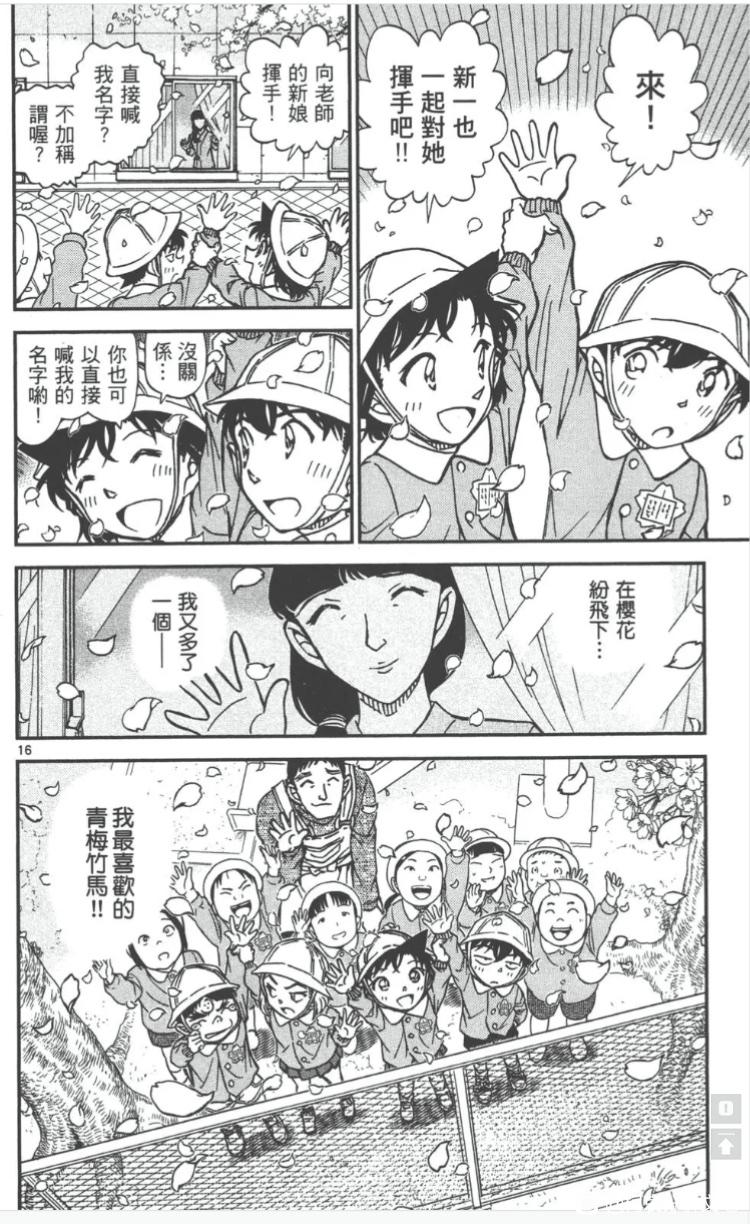 來！
新一也
一起對她
揮手吧!!
向老師
的新娘
揮手！
直接喊
我名字？
不加稱
謂喔？
沒關
係…
你也可
以直接
喊我的
名字喲！
在櫻花
紛飛下…
我又多了
一個──
16
我最喜歡的
青梅竹馬!!